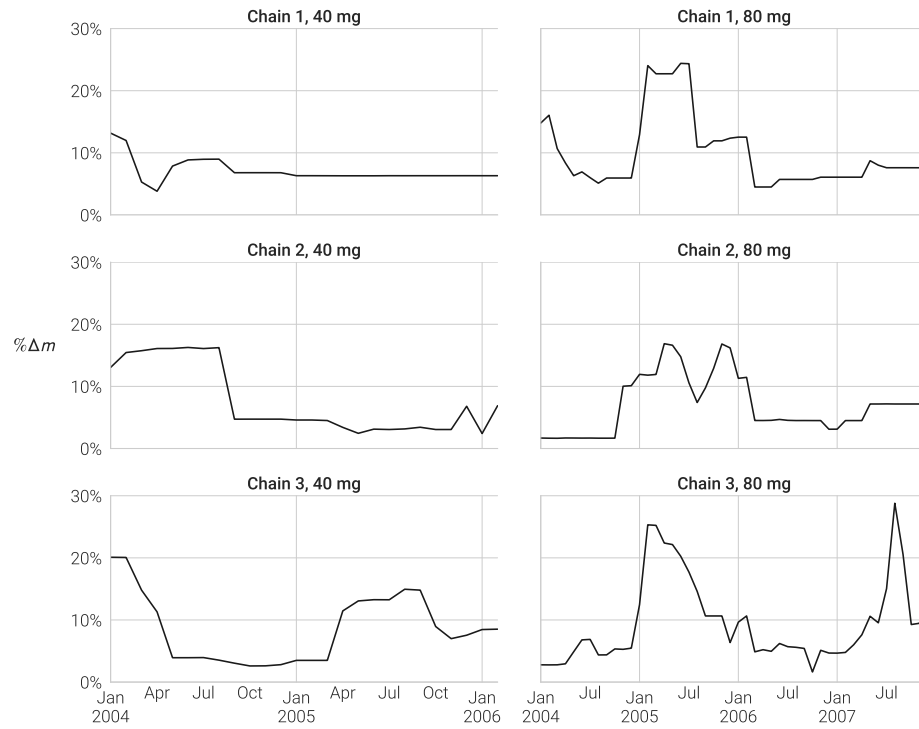 Chain 1, 40 mg
Chain 1, 80 mg
30%
20%
10%
0%
Chain 2, 40 mg
Chain 2, 80 mg
30%
20%
%Δm
10%
0%
Chain 3, 40 mg
Chain 3, 80 mg
30%
20%
10%
0%
Jan Apr Jul Oct Jan Apr Jul Oct Jan
2004 2005 2006
Jan Jul Jan Jul Jan Jul Jan Jul
2004 2005 2006 2007